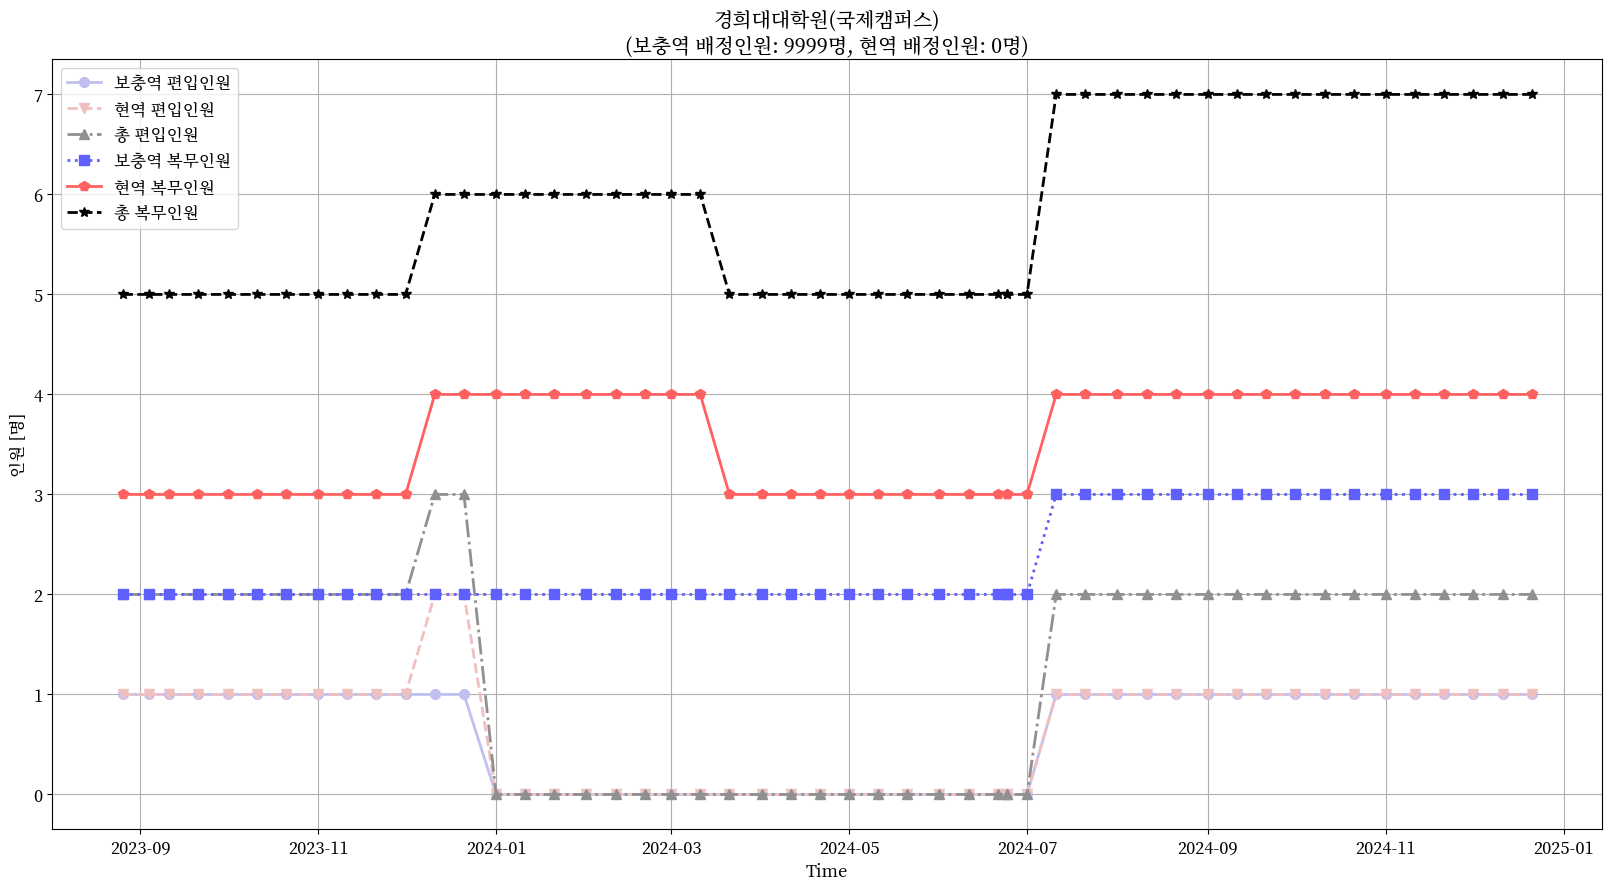 경희대대학원(국제캠퍼스)
(보충역 배정인원: 9999명, 현역 배정인원: 0명)
보충역 편입인원
현역 편입인원
총 편입인원
보충역 복무인원
현역 복무인원
총 복무인원
인원 [명]
7
6
5
4
3
2
1
0
2023-09
2023-11
2024-01
2024-03
2024-05
2024-07
2024-09
2024-11
2025-01
Time